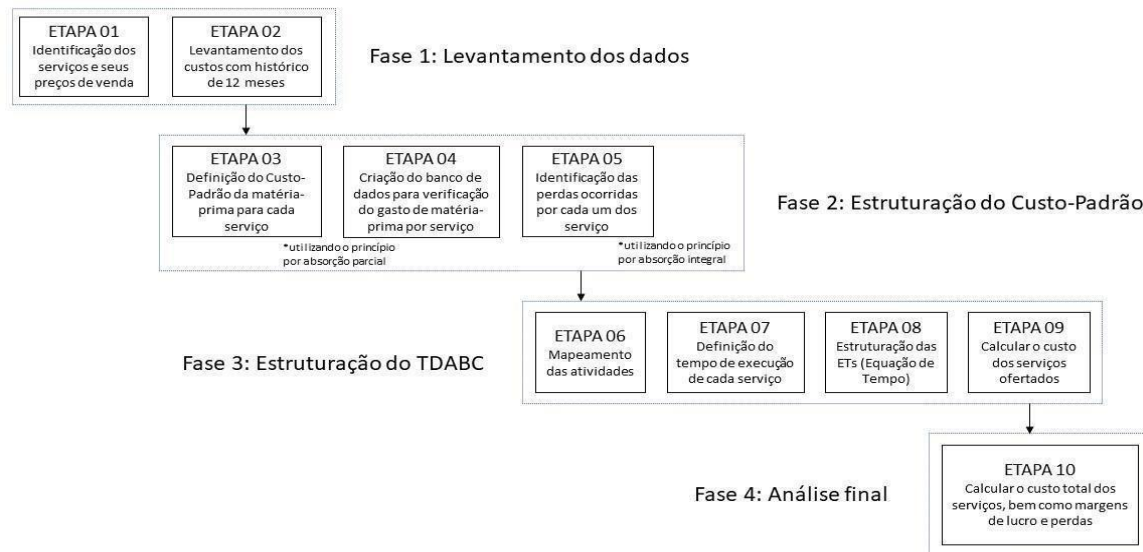 ETAPA 01
Identificação dos
serviços e seus
preços de venda
ETAPA 02
Levantamento dos
custos com histórico
de 12 meses
Fase 1: Levantamento dos dados
ETAPA 03
Definição do Custo-
Padrão da matéria-
prima para cada
serviço
ETAPA 04
Criação do banco de
dados para verificação
do gasto de matéria-
prima por serviço
ETAPA 05
Identificação das
perdas ocorridas
por cada um dos
serviço
*utilizando o princípio
por absorção parcial
*utilizando o princípio
por absorção integral
Fase 2: Estruturação do Custo-Padrão
Fase 3: Estruturação do TDABC
ETAPA 06
Mapeamento
das atividades
ETAPA 07
Definição do
tempo de execução
de cada serviço
ETAPA 08
Estruturação das
ETs (Equação de
Tempo)
ETAPA 09
Calcular o custo
dos serviços
ofertados
Fase 4: Análise final
ETAPA 10
Calcular o custo total dos
serviços, bem como margens
de lucro e perdas